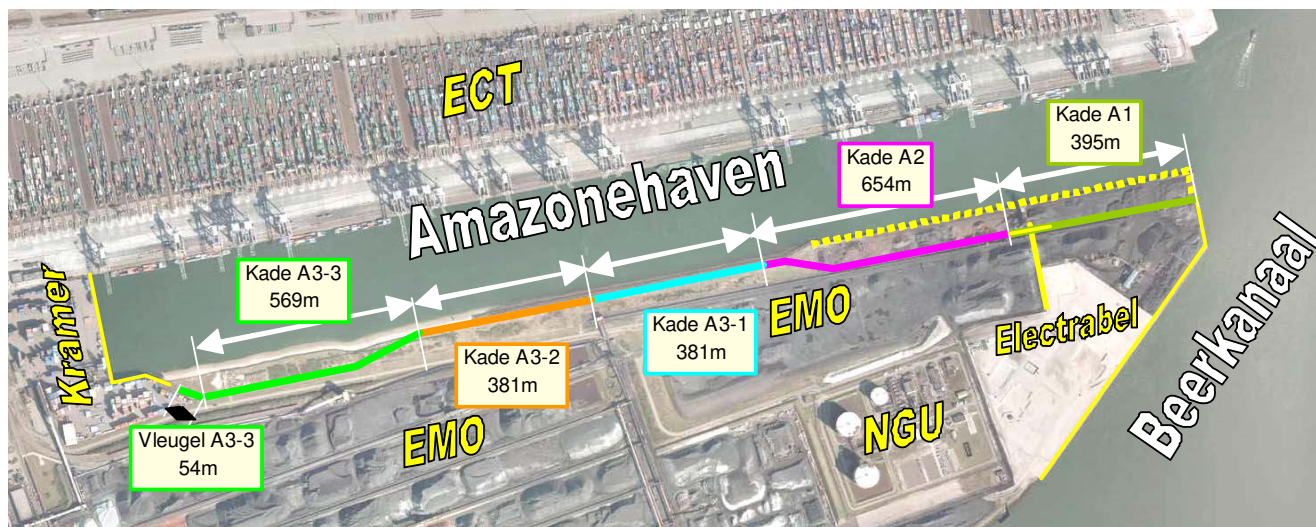 ECT
Kade A1
395m
Kade A2
654m
Amazonehaven
Kade A3-3
569m
Kramer
EMO
Kade A3-1
381m
Electrabel
Beerkanaal
Kade A3-2
381m
EMO
NGU
Vleugel A3-3
54m